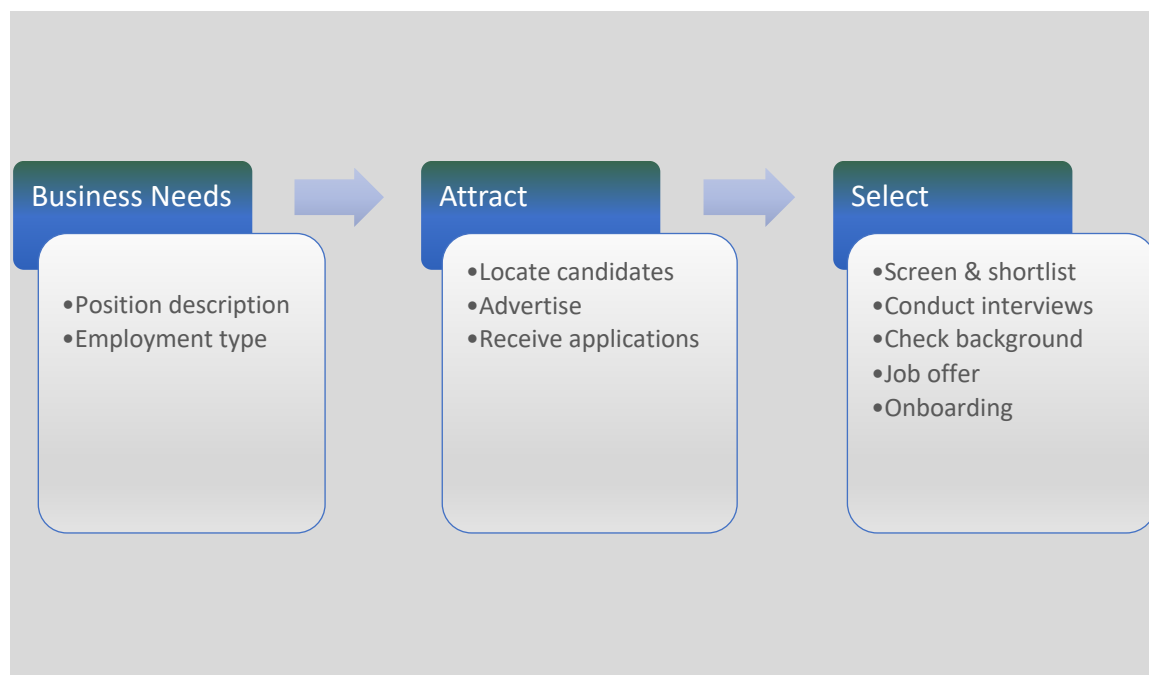 Business Needs
•Position description
•Employment type
Attract
•Locate candidates
•Advertise
•Receive applications
Select
•Screen & shortlist
•Conduct interviews
•Check background
•Job offer
•Onboarding